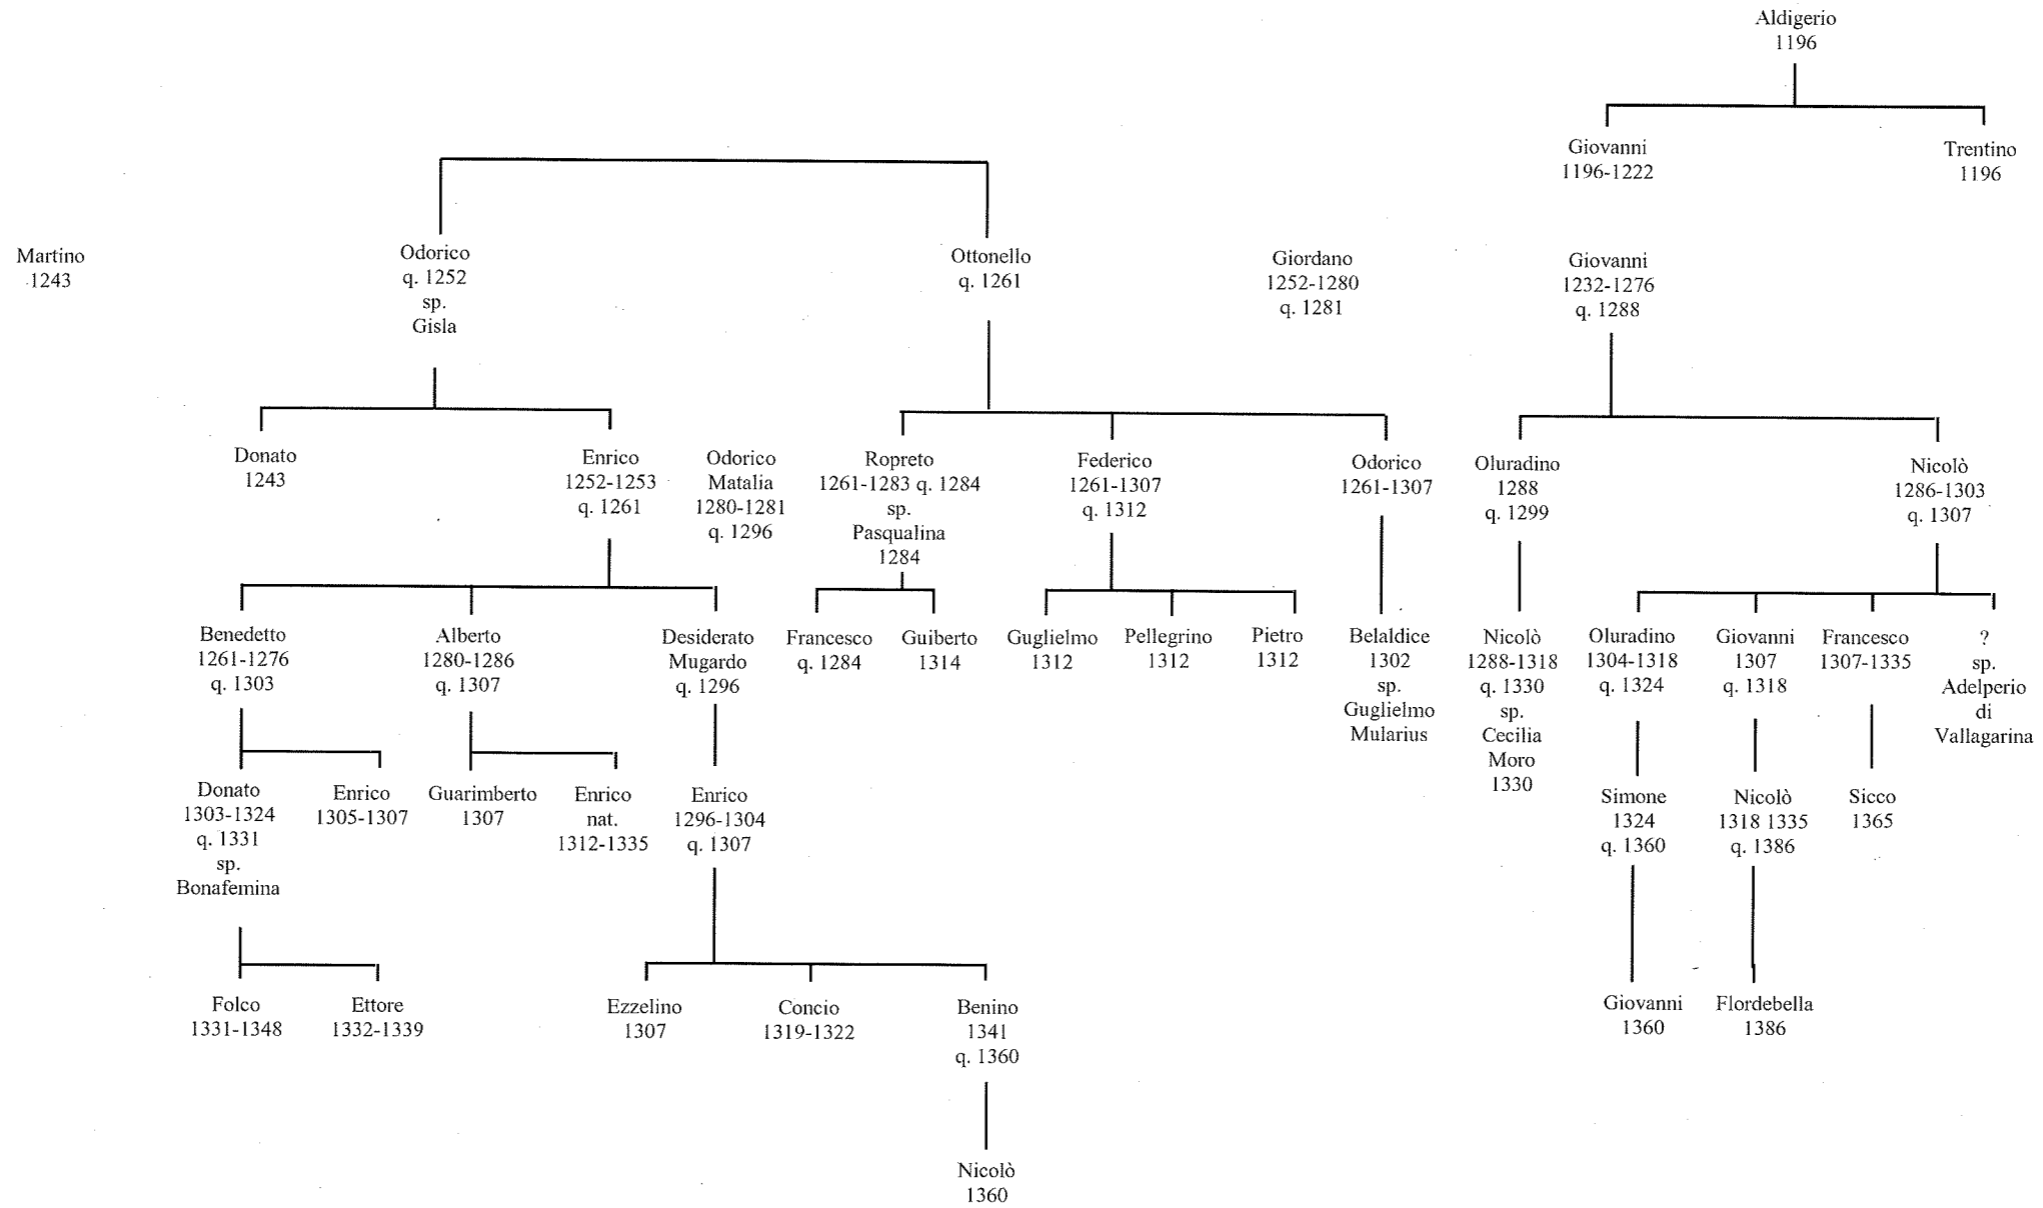 Aldigerio
1196
Giovanni
1196-1222
Trentino
1196
Martino
1243
Odorico
q. 1252
sp.
Gisla
Ottonello
q. 1261
Giordano
1252-1280
q. 1281
Giovanni
1232-1276
q. 1288
Donato
1243
Enrico
1252-1253
q. 1261
Odorico
Matalia
1280-1281
q. 1296
Ropreto
1261-1283 q. 1284
sp.
Pasqualina
1284
Federico
1261-1307
q. 1312
Odorico
1261-1307
Oluradino
1288
q. 1299
Nicolò
1286-1303
q. 1307
Benedetto
1261-1276
q. 1303
Alberto
1280-1286
q. 1307
Desiderato
Mugardo
q. 1296
Francesco
q. 1284
Guiberto
1314
Guglielmo
1312
Pellegrino
1312
Pietro
1312
Belaldice
1302
sp.
Guglielmo
Mularius
Nicolò
1288-1318
q. 1330
sp.
Cecilia
Moro
1330
Oluradino
1304-1318
q. 1324
Giovanni
1307
q. 1318
Francesco
1307-1335
?
sp.
Adelperio
di
Vallagarina
Donato
1303-1324
q. 1331
sp.
Bonafemina
Enrico
1305-1307
Guarimberto
1307
Enrico
nat.
1312-1335
Enrico
1296-1304
q. 1307
Simone
1324
q. 1360
Nicolò
1318 1335
q. 1386
Sicco
1365
Folco
1331-1348
Ettore
1332-1339
Ezzelino
1307
Concio
1319-1322
Benino
1341
q. 1360
Giovanni
1360
Flordebella
1386
Nicolò
1360